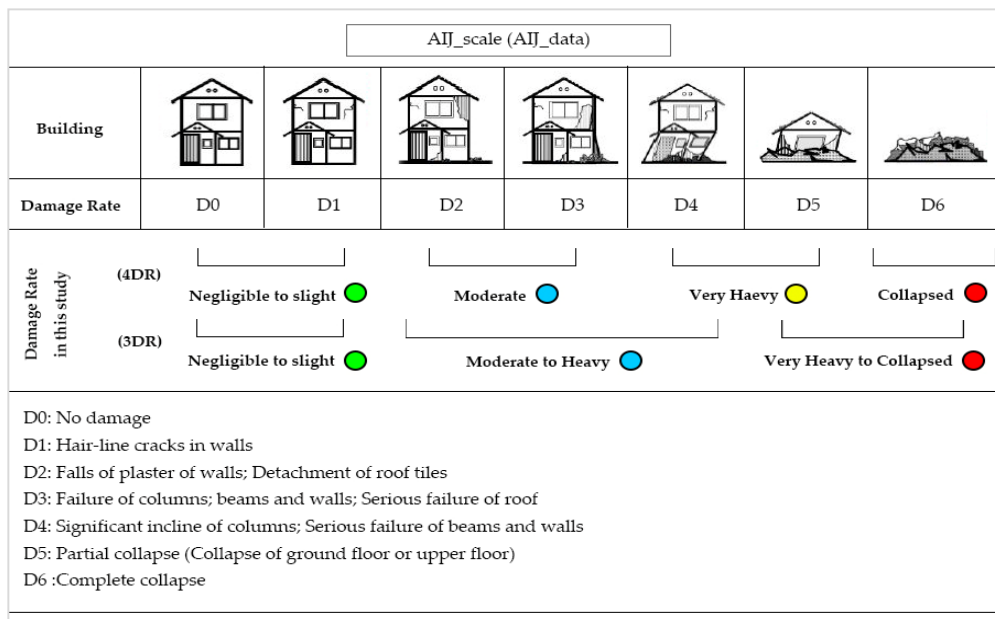 AIJ_scale (AIJ_data)
Building
Damage Rate D0 D1 D2 D3 D4 D5 D6
Damage Rate
in this study
(4DR)
Negligible to slight Moderate Very Haevy Collapsed
(3DR)
Negligible to slight Moderate to Heavy Very Heavy to Collapsed
D0: No damage
D1: Hair-line cracks in walls
D2: Falls of plaster of walls; Detachment of roof tiles
D3: Failure of columns; beams and walls; Serious failure of roof
D4: Significant incline of columns; Serious failure of beams and walls
D5: Partial collapse (Collapse of ground floor or upper floor)
D6 :Complete collapse